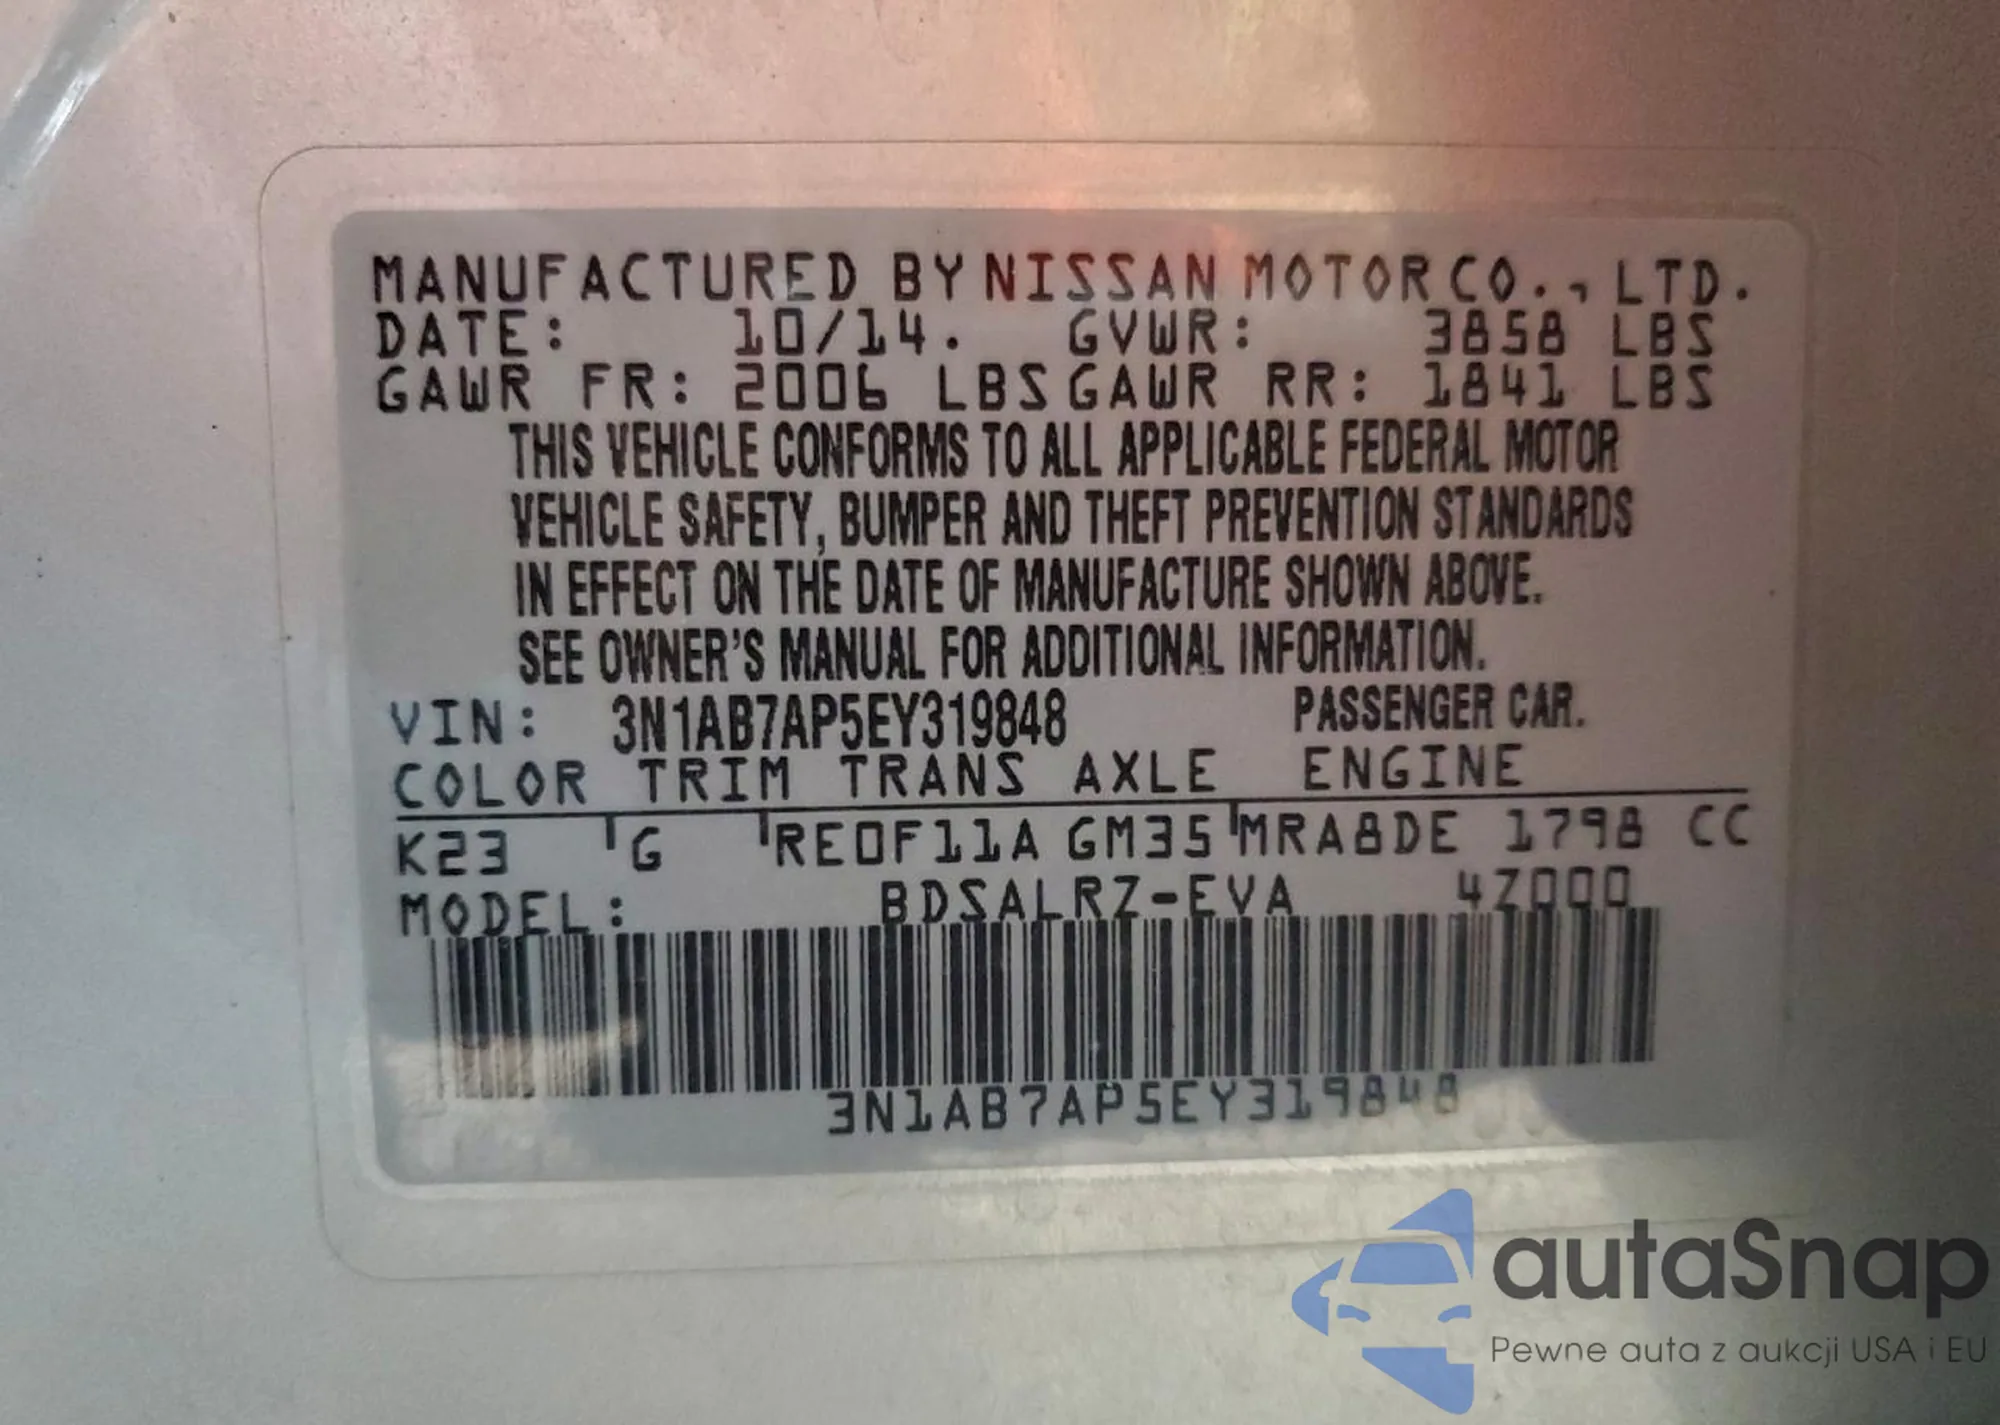 MANUFACTURED BY NISSAN MOTOR CO., LTD.
DATE: 10/14. GVWR: 3858 LBS
GAWR FR: 2006 LBS GAWR RR: 1841 LBS
THIS VEHICLE CONFORMS TO ALL APPLICABLE FEDERAL MOTOR
VEHICLE SAFETY, BUMPER AND THEFT PREVENTION STANDARDS
IN EFFECT ON THE DATE OF MANUFACTURE SHOWN ABOVE.
SEE OWNER'S MANUAL FOR ADDITIONAL INFORMATION.
VIN: 3N1AB7AP5EY319848 PASSENGER CAR.
COLOR TRIM TRANS AXLE ENGINE
K23 G RE0F11A GM35 MRA8DE 1798 CC
MODEL: BDSALRZ-EVA 4Z000
3N1AB7AP5EY319848
autaSnap
Pewne auta z aukcji USA i EU